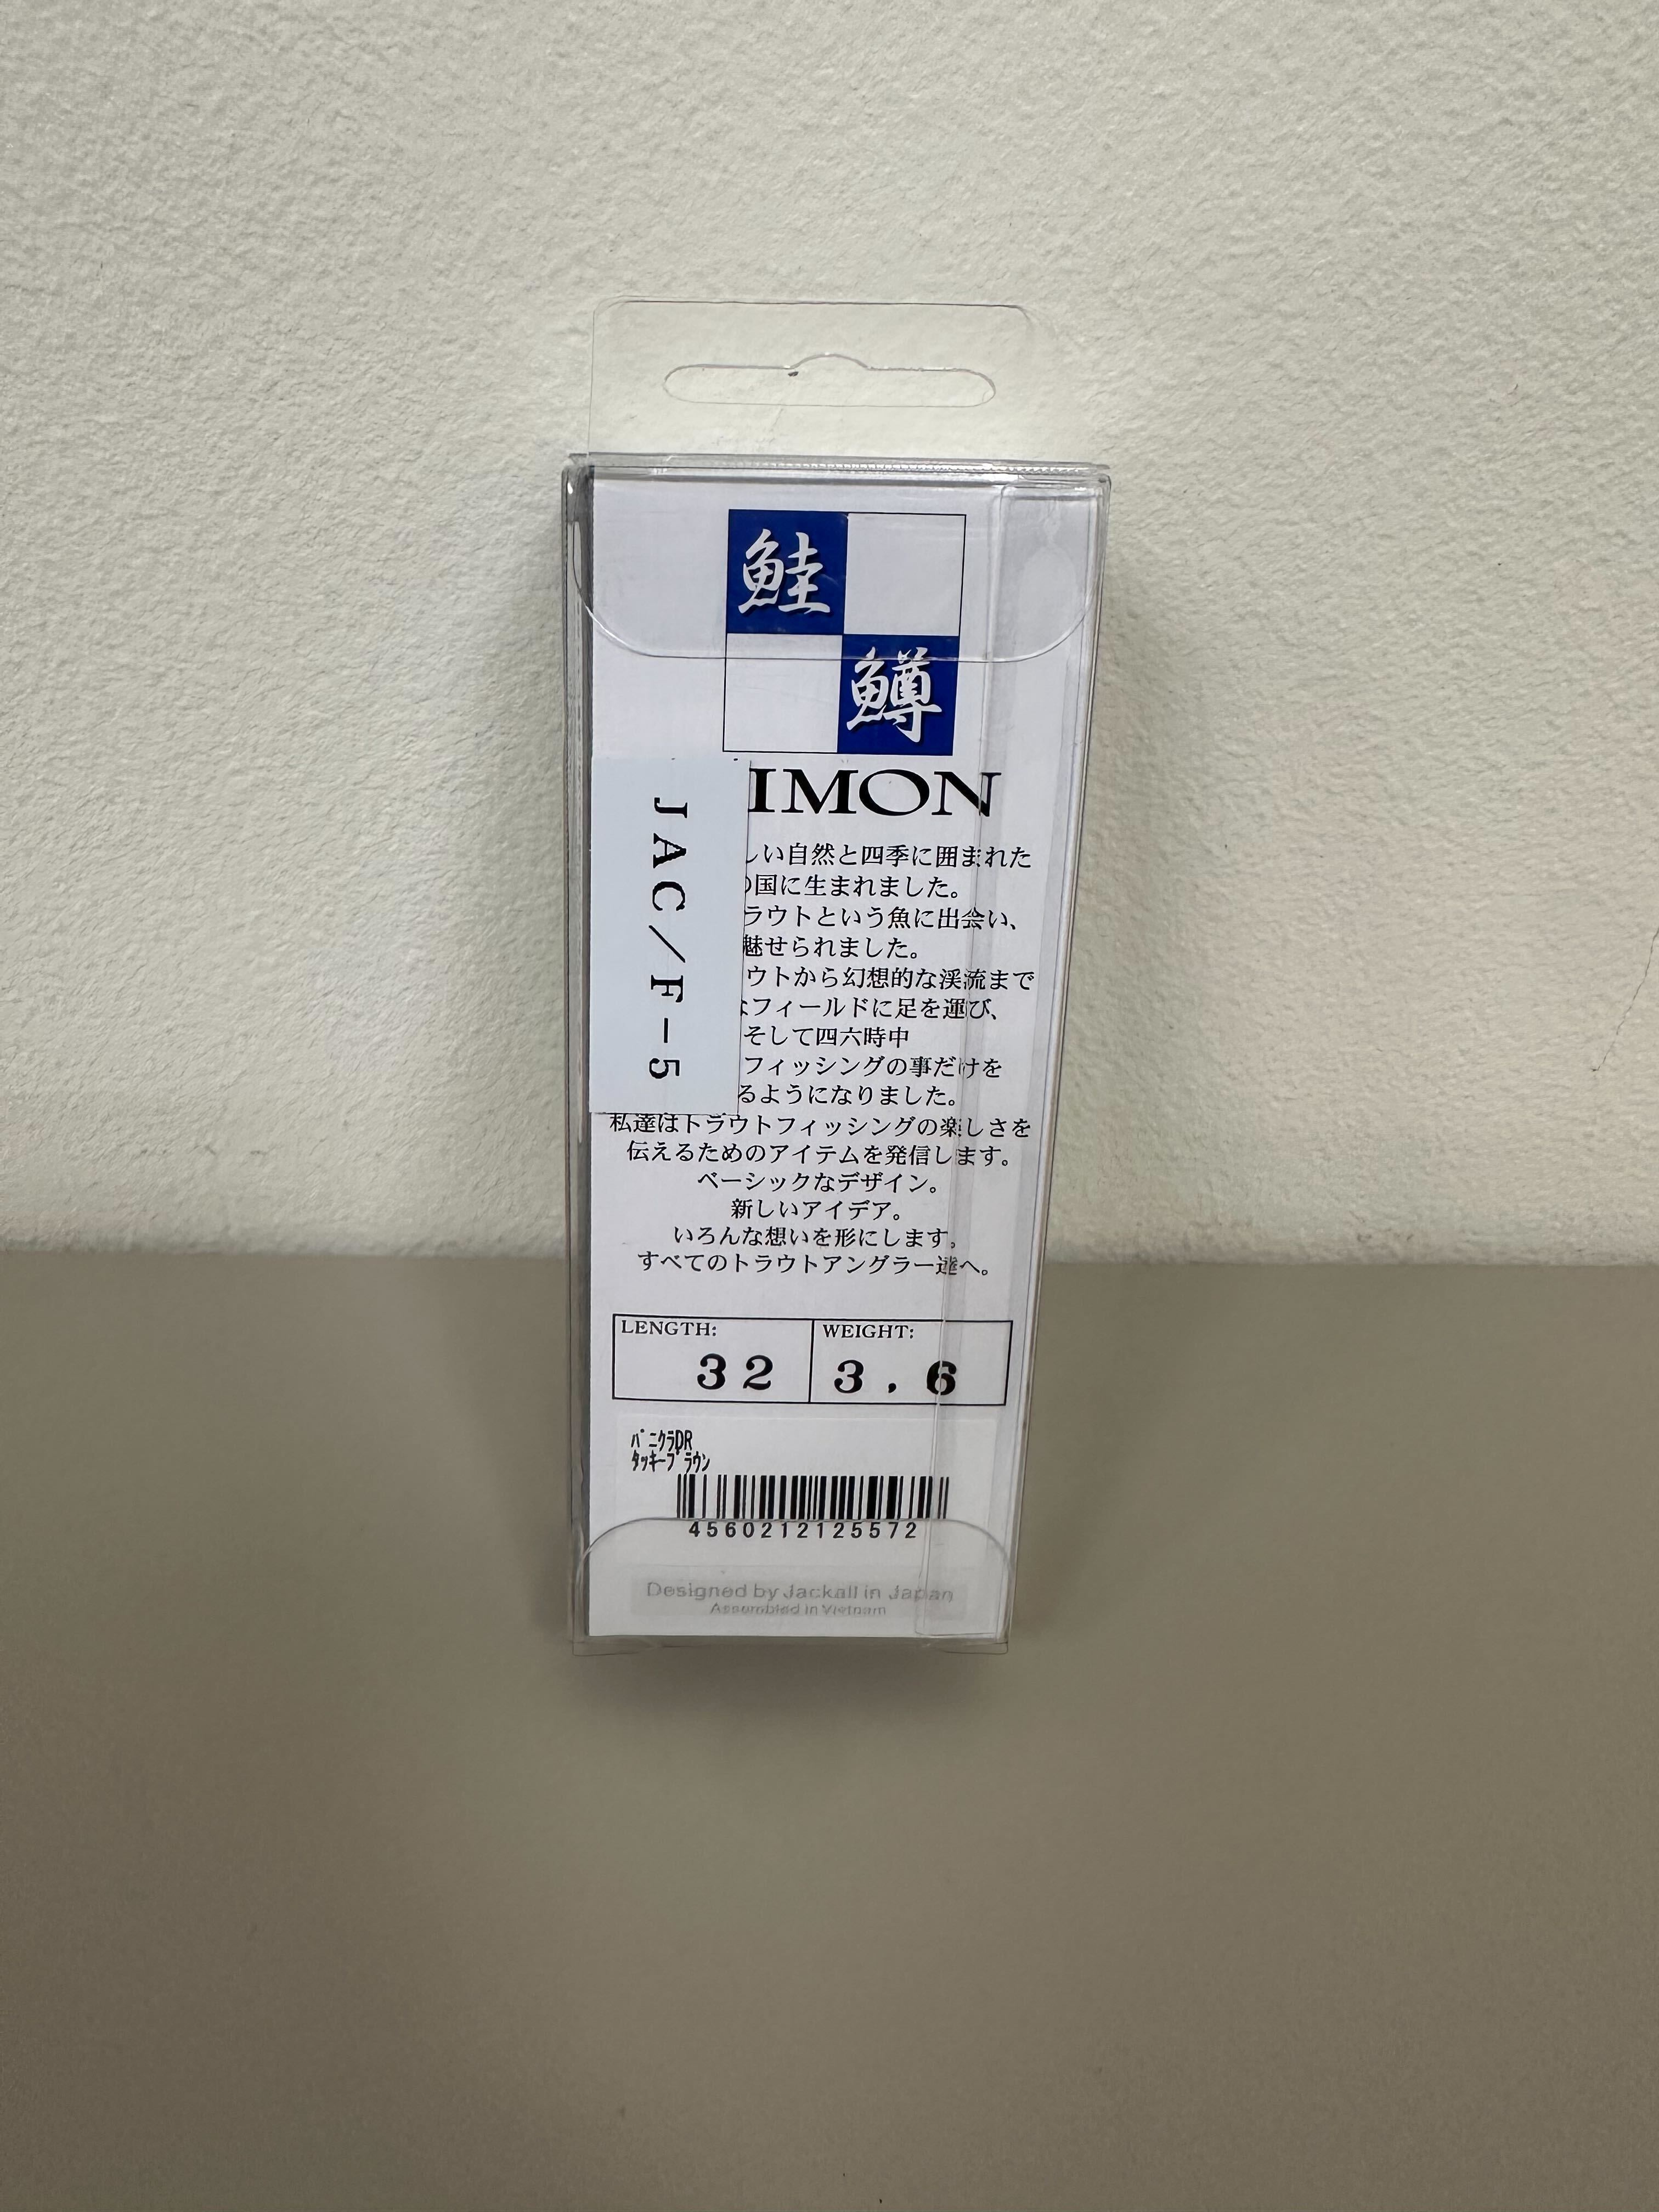 鮭
鱒
IMON
しい自然と四季に囲まれた
の国に生まれました。
ラウトという魚に出会い、
魅せられました。
ウトから幻想的な渓流まで
なフィールドに足を運び、
そして四六時中
フィッシングの事だけを
るようになりました。
私達はトラウトフィッシングの楽しさを
伝えるためのアイテムを発信します。
ベーシックなデザイン。
新しいアイデア。
いろんな想いを形にします。
すべてのトラウトアングラー達へ。
JAC/F-5
LENGTH: WEIGHT:
32 3.6
ﾊﾟﾆｸﾗDR
ﾀｯｷｰﾌﾞﾗｳﾝ
4560212125572
Designed by Jackall in Japan
Assembled in Vietnam